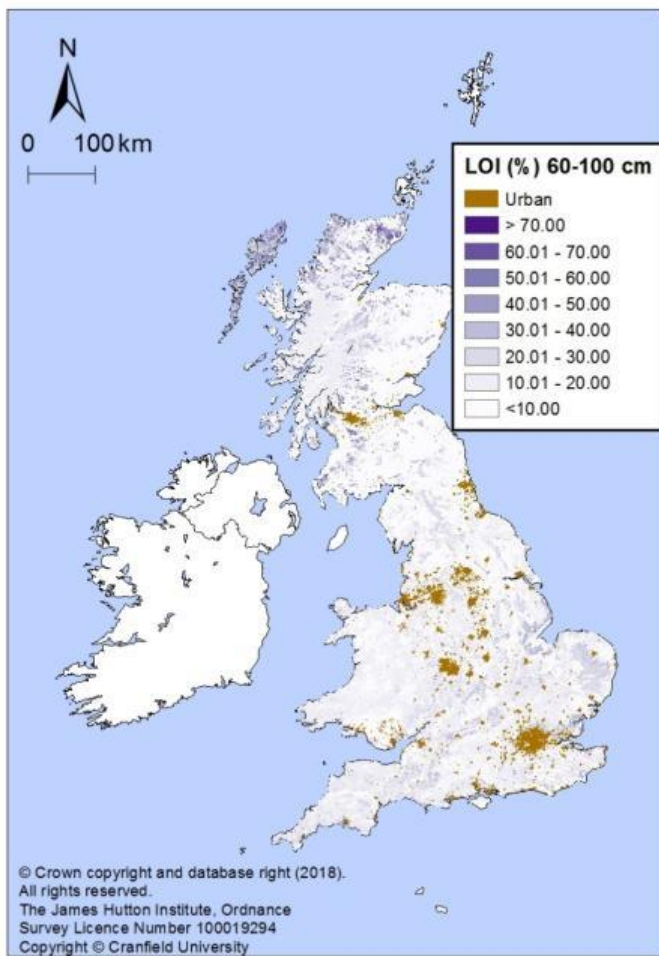 N
0 100 km
LOI (%) 60-100 cm
Urban
> 70.00
60.01 - 70.00
50.01 - 60.00
40.01 - 50.00
30.01 - 40.00
20.01 - 30.00
10.01 - 20.00
<10.00
© Crown copyright and database right (2018).
All rights reserved.
The James Hutton Institute, Ordnance
Survey Licence Number 100019294
Copyright © Cranfield University